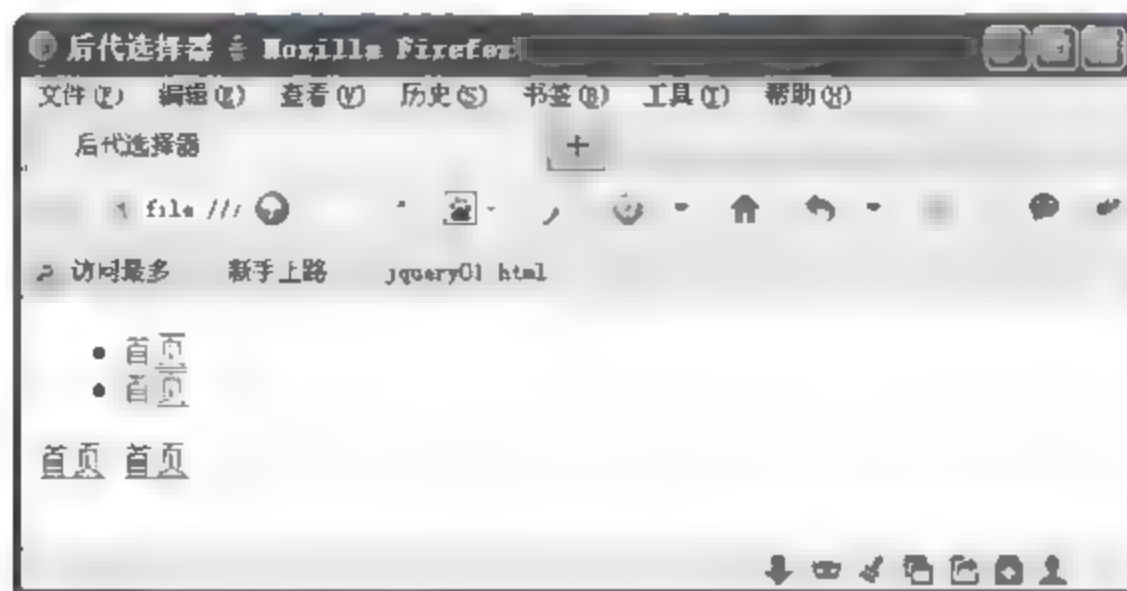 后代选择器 - Mozilla Firefox
文件(F) 编辑(E) 查看(V) 历史(S) 书签(B) 工具(T) 帮助(H)
后代选择器 +
file:///
访问最多 新手上路 jquery01.html
• 首页
• 首页
首页 首页